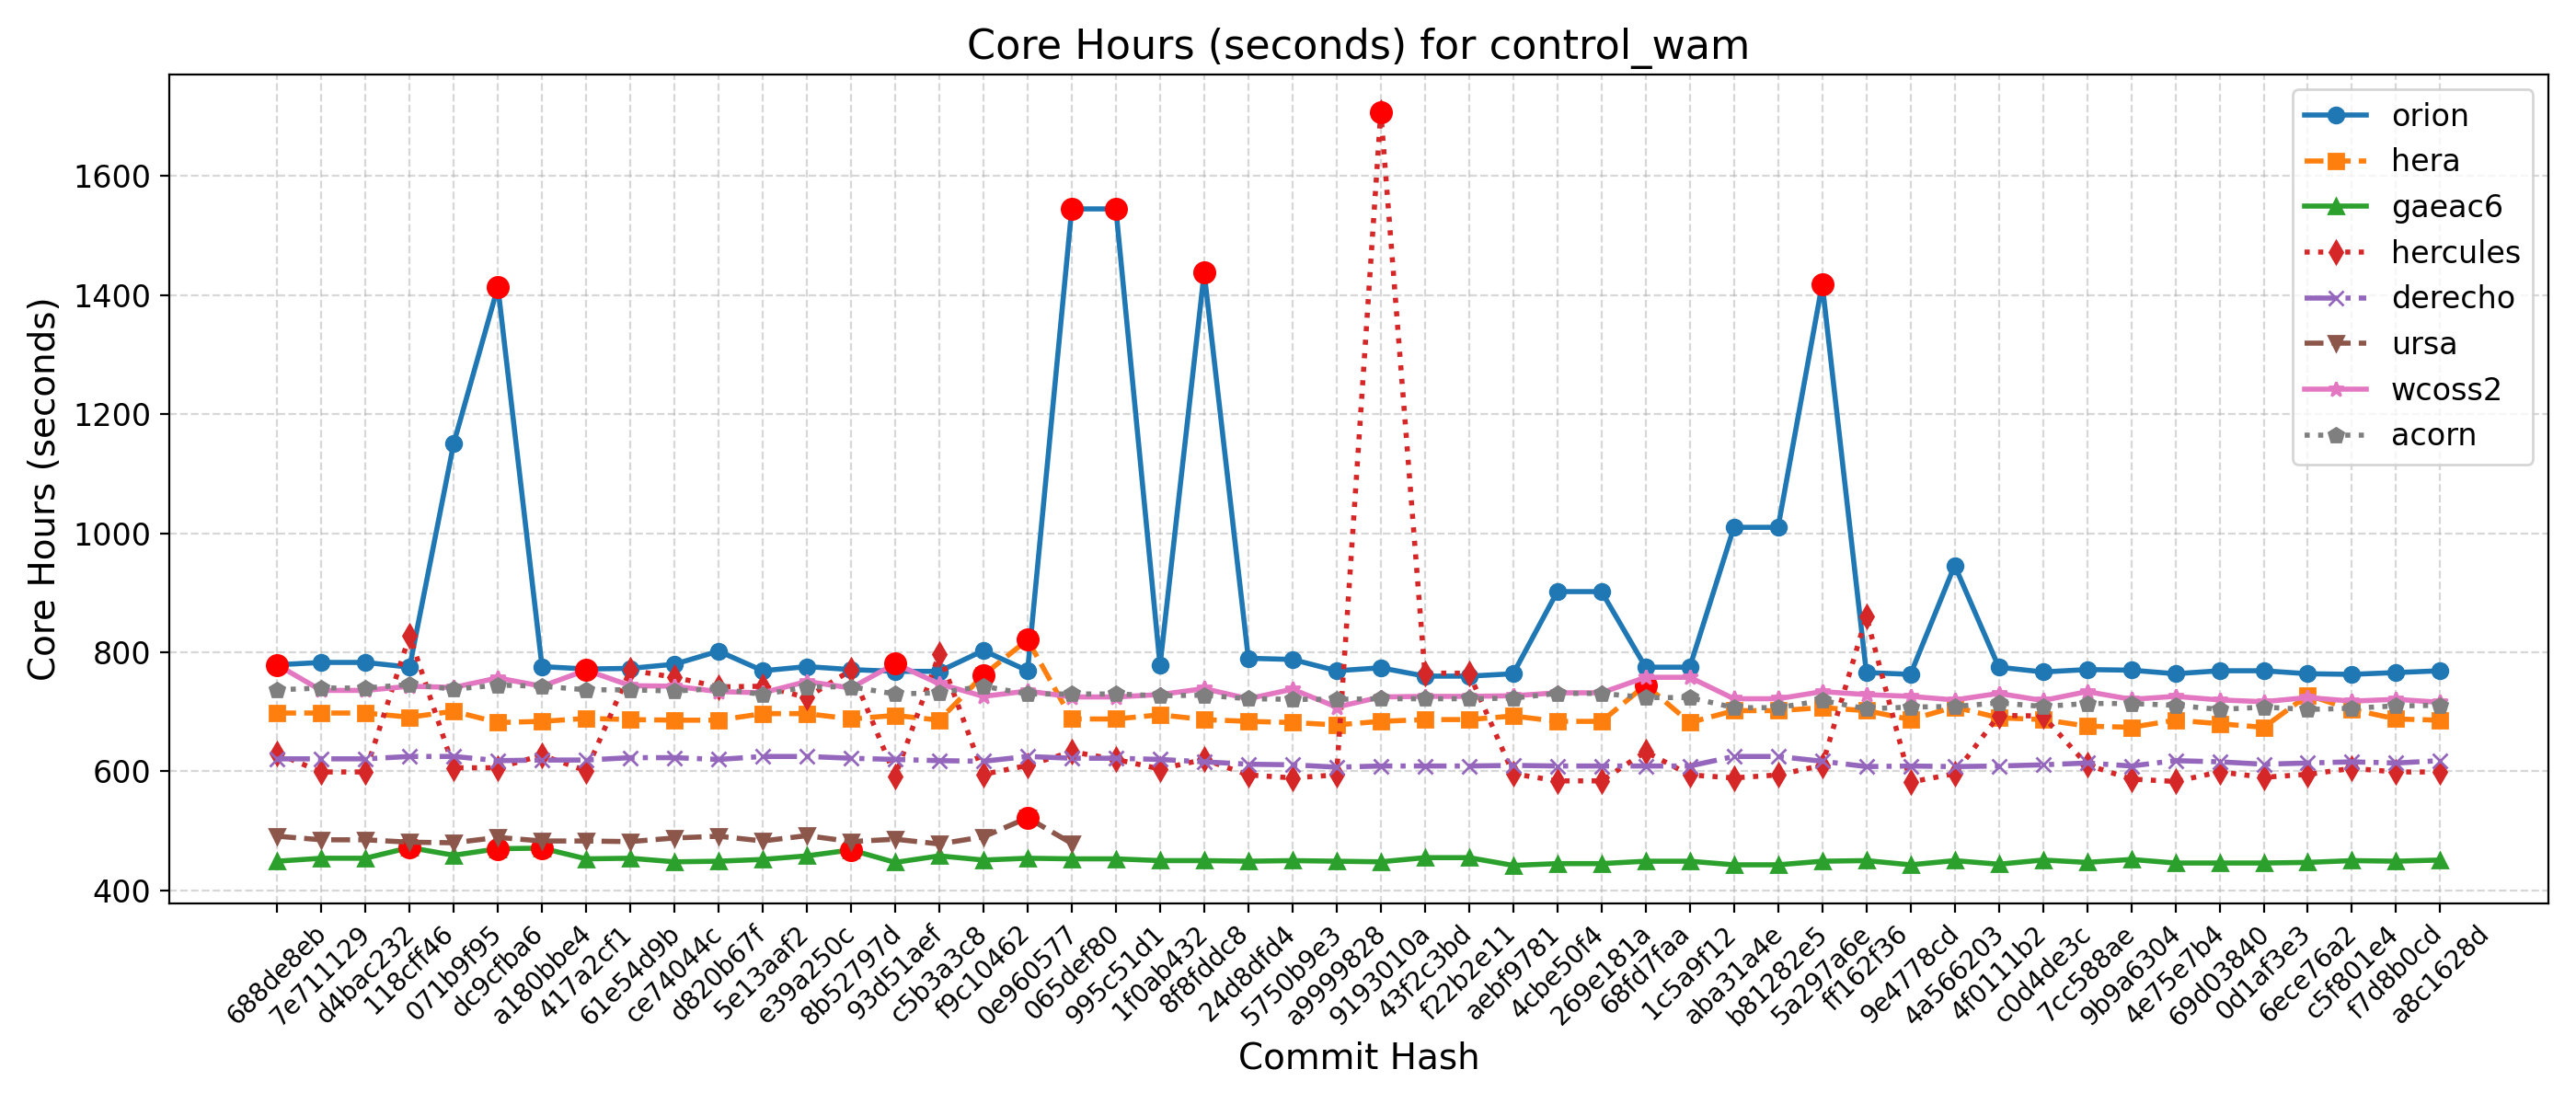 Core Hours (seconds) for control_wam
Core Hours (seconds)
1600
1400
1200
1000
800
600
400
orion
hera
gaeac6
hercules
derecho
ursa
wcoss2
acorn
688de8eb
7e711129
d4bac232
118cff46
071b9f95
dc9cfba6
a180bbe4
417a2cf1
61e54d9b
ce74044c
d820b67f
5e13aaf2
e39a250c
8b52797d
93d51aef
c5b3a3c8
f9c10462
0e960577
065def80
995c51d1
1f0ab432
8f8fddc8
24d8dfd4
5750b9e3
a9999828
9193010a
43f2c3bd
f22b2e11
aebf9781
4cbe50f4
269e181a
68fd7faa
1c5a9f12
aba31a4e
b81282e5
5a297a6e
ff162f36
9e4778cd
4a566203
4f0111b2
c0d4de3c
7cc588ae
9b9a6304
4e75e7b4
69d03840
0d1af3e3
6ece76a2
c5f801e4
f7d8b0cd
a8c1628d
Commit Hash